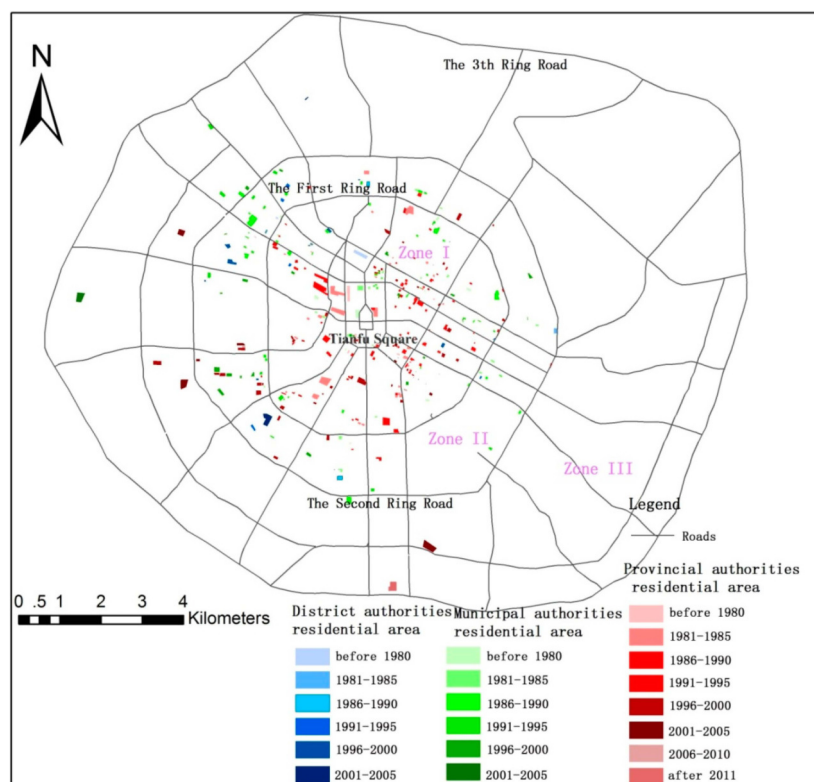 N
The 3th Ring Road
The First Ring Road
Zone I
Tianfu Square
Zone II
Zone III
The Second Ring Road
Legend
Roads
0 .5 1 2 3 4
Kilometers
District authorities
residential area
before 1980
1981-1985
1986-1990
1991-1995
1996-2000
2001-2005
Municipal authorities
residential area
before 1980
1981-1985
1986-1990
1991-1995
1996-2000
2001-2005
Provincial authorities
residential area
before 1980
1981-1985
1986-1990
1991-1995
1996-2000
2001-2005
2006-2010
after 2011